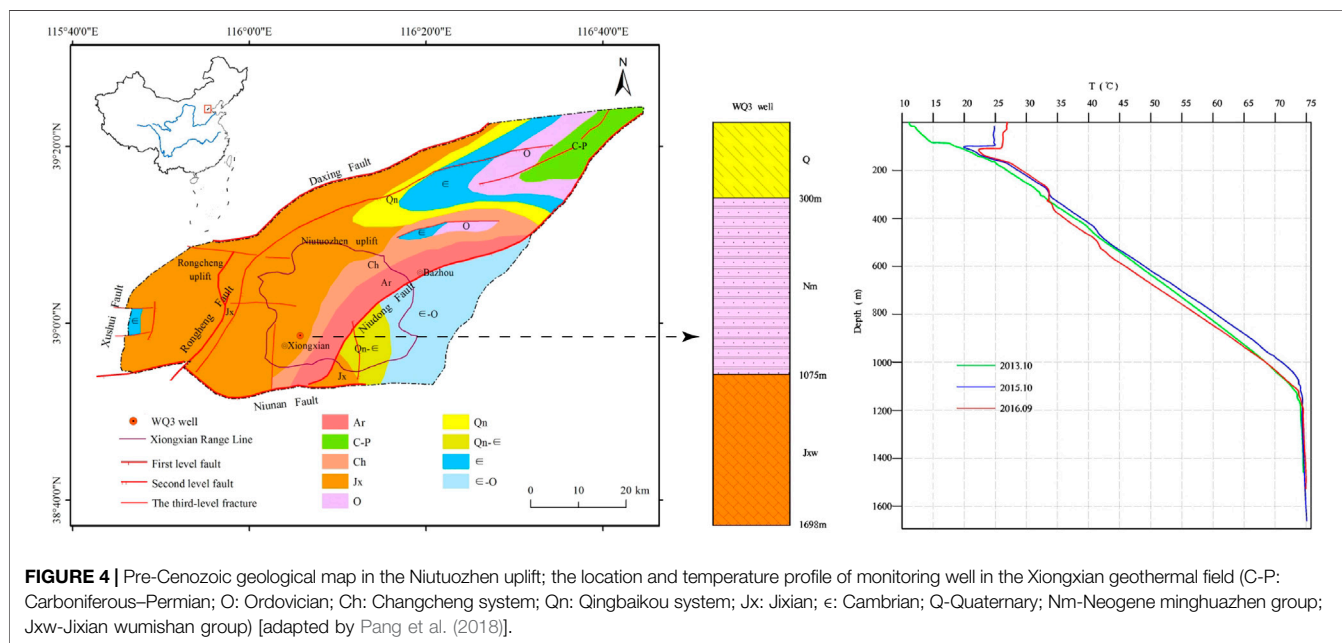 115°40'0"E
116°0'0"E
116°20'0"E
116°40'0"E
39°20'0"N
39°0'0"N
38°40'0"N
N
Daxing Fault
O
C-P
∈
Qn
Niutuozhen uplift
∈
O
Rongcheng
uplift
Ch
Ar
Bazhou
Xushui Fault
∈
Rongheng Fault
Jx
Niudong Fault
∈-O
Xiongxian
Qn-∈
Jx
Niunan Fault
WQ3 well
Xiongxian Range Line
First level fault
Second level fault
The third-level fracture
Ar
C-P
Ch
Jx
O
Qn
Qn-∈
∈
∈-O
0 10 20 km
WQ3 well
Q
300m
Nm
1075m
Jxw
1698m
T (℃)
10 15 20 25 30 35 40 45 50 55 60 65 70 75
200
400
600
800
1000
1200
1400
1600
Depth (m)
2013.10
2015.10
2016.09
FIGURE 4 | Pre-Cenozoic geological map in the Niutuozhen uplift; the location and temperature profile of monitoring well in the Xiongxian geothermal field (C-P:
Carboniferous–Permian; O: Ordovician; Ch: Changcheng system; Qn: Qingbaikou system; Jx: Jixian; ϵ: Cambrian; Q-Quaternary; Nm-Neogene minghuazhen group;
Jxw-Jixian wumishan group) [adapted by Pang et al. (2018)].